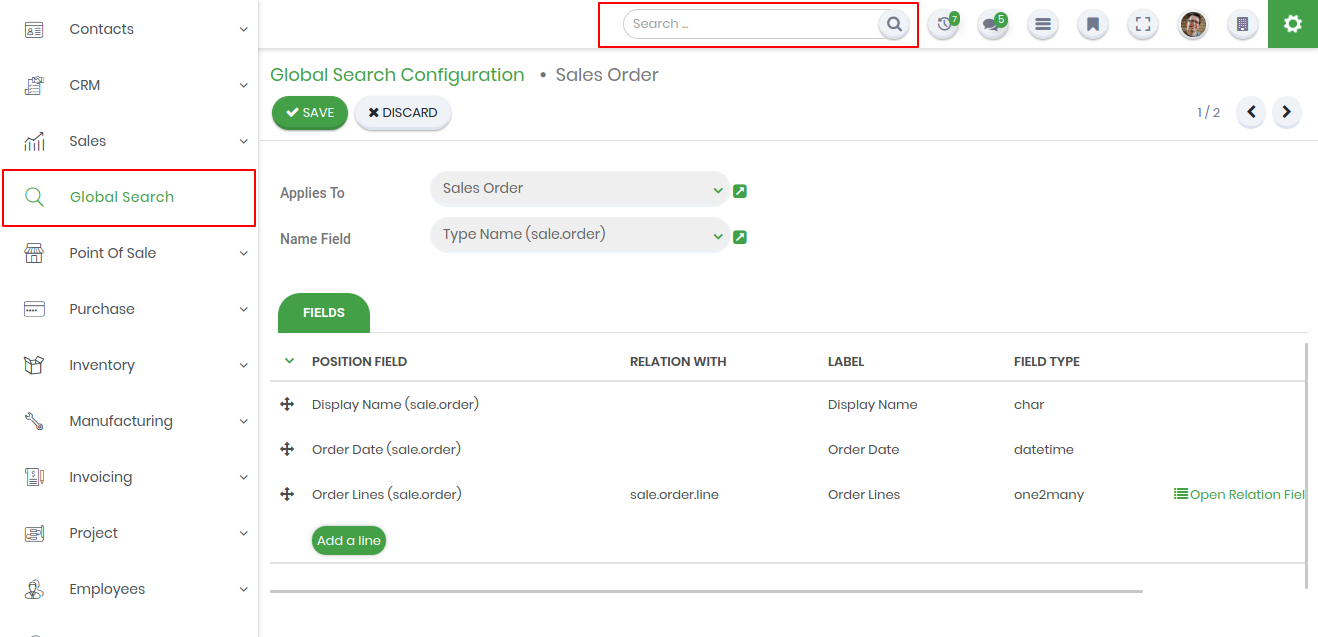 Contacts
CRM
Sales
Global Search
Point Of Sale
Purchase
Inventory
Manufacturing
Invoicing
Project
Employees
Search ...
7
5
Global Search Configuration • Sales Order
SAVE
DISCARD
1 / 2
Applies To
Sales Order
Name Field
Type Name (sale.order)
FIELDS
POSITION FIELD RELATION WITH LABEL FIELD TYPE
Display Name (sale.order) Display Name char
Order Date (sale.order) Order Date datetime
Order Lines (sale.order) sale.order.line Order Lines one2many Open Relation Fiel
Add a line